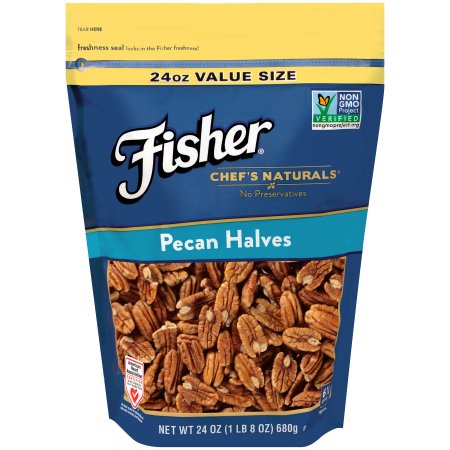 TEAR HERE
freshness seal locks in the Fisher freshness!
24oz VALUE SIZE
NON
GMO
Project
VERIFIED
nongmoproject.org
Fisher®
CHEF'S NATURALS®
No Preservatives
Pecan Halves
NET WT 24 OZ (1 LB 8 OZ) 680g